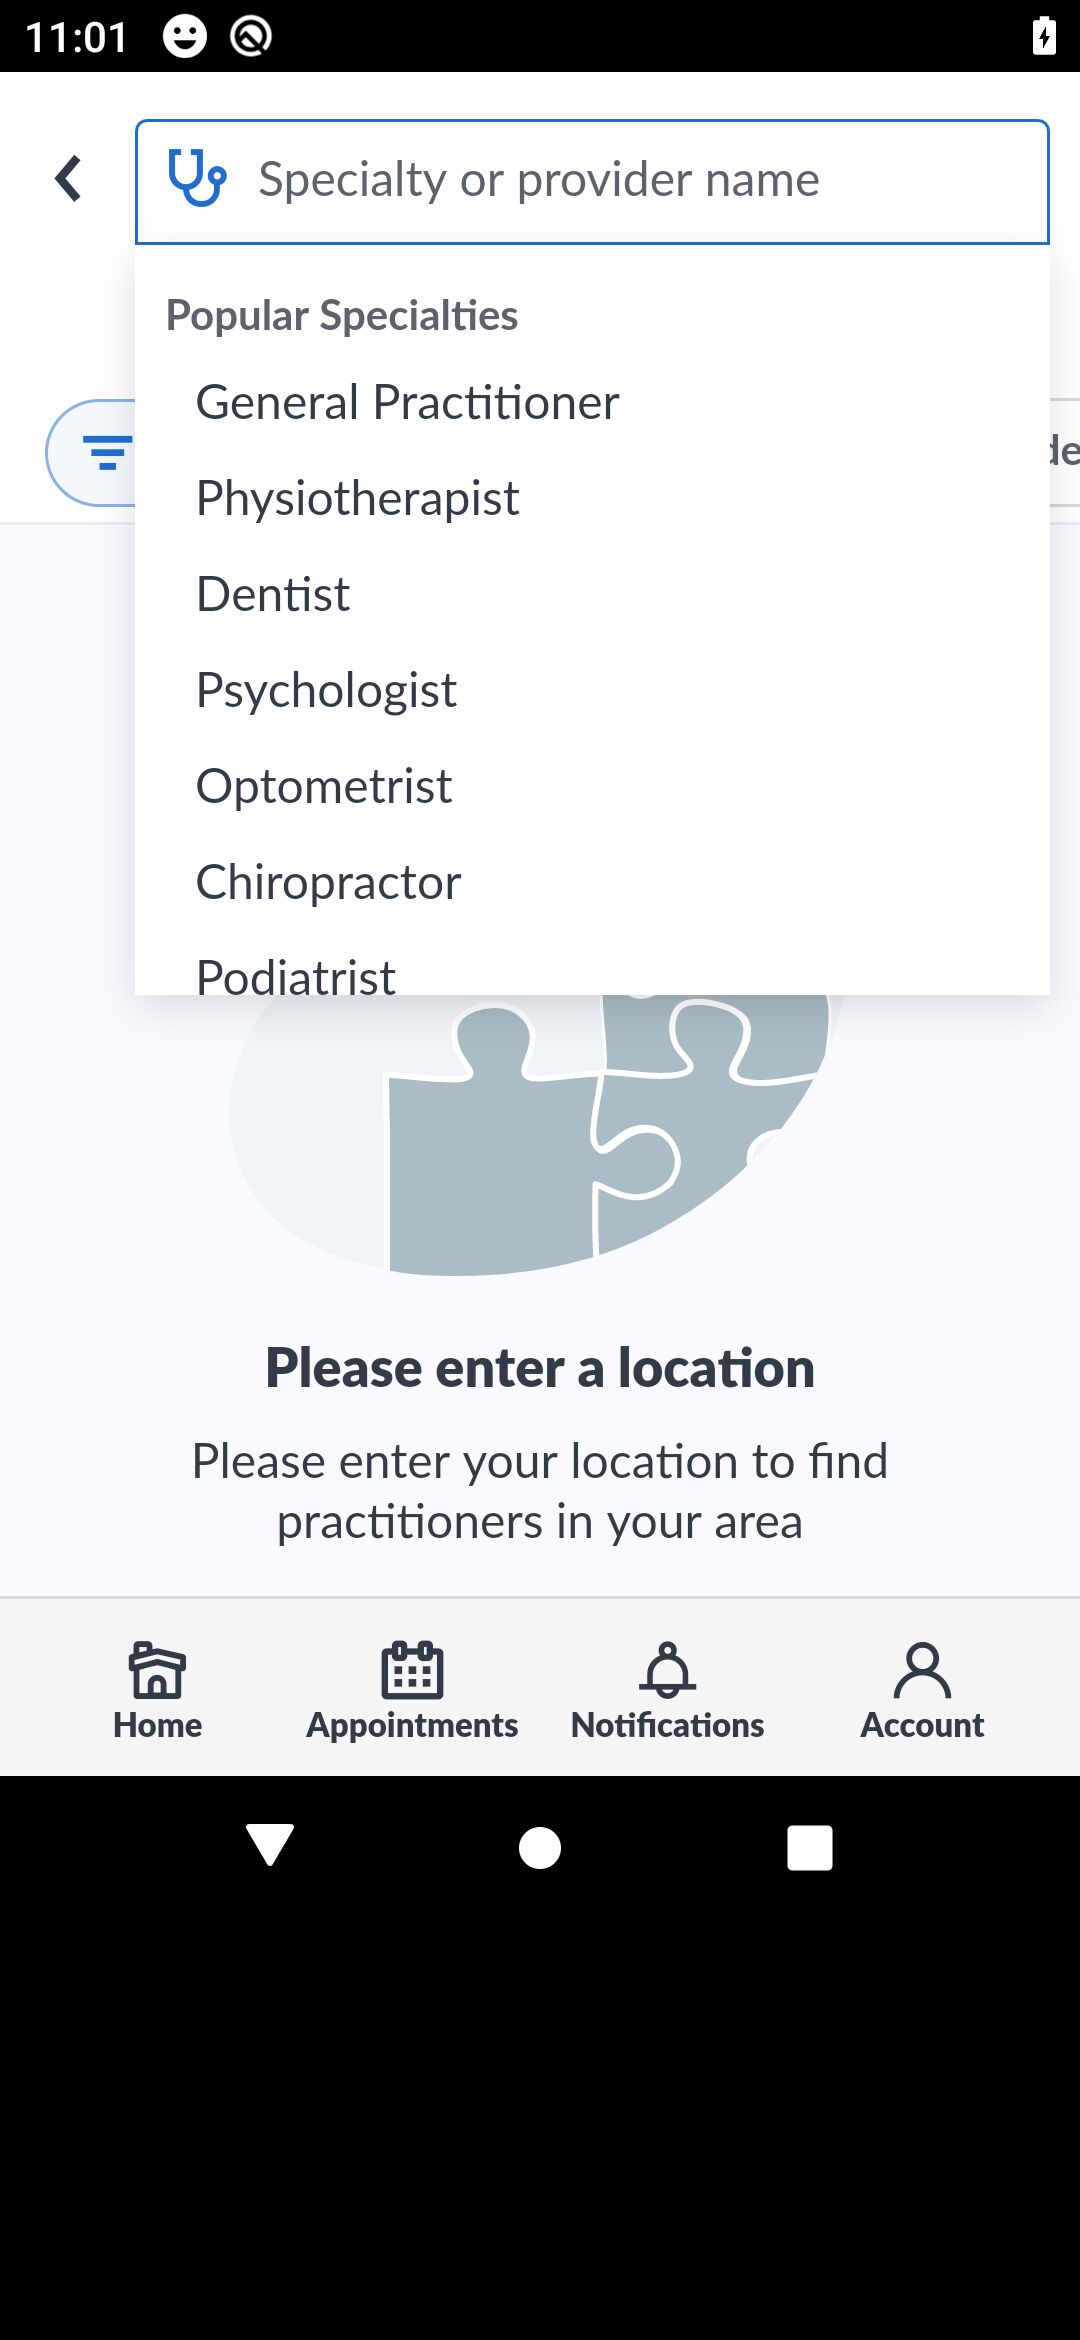 11:01
Specialty or provider name
Popular Specialties
General Practitioner
Physiotherapist
Dentist
Psychologist
Optometrist
Chiropractor
Podiatrist
de
Please enter a location
Please enter your location to find
practitioners in your area
Home
Appointments
Notifications
Account